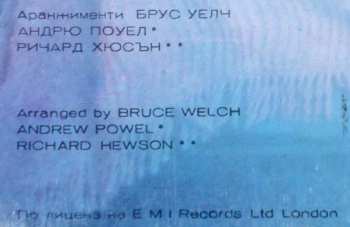 Аранжименти БРУС УЕЛЧ
АНДРЮ ПОУЕЛ*
РИЧАРД ХЮСЪН**
Arranged by BRUCE WELCH
ANDREW POWEL*
RICHARD HEWSON**
По лиценз на E M I Records Ltd London